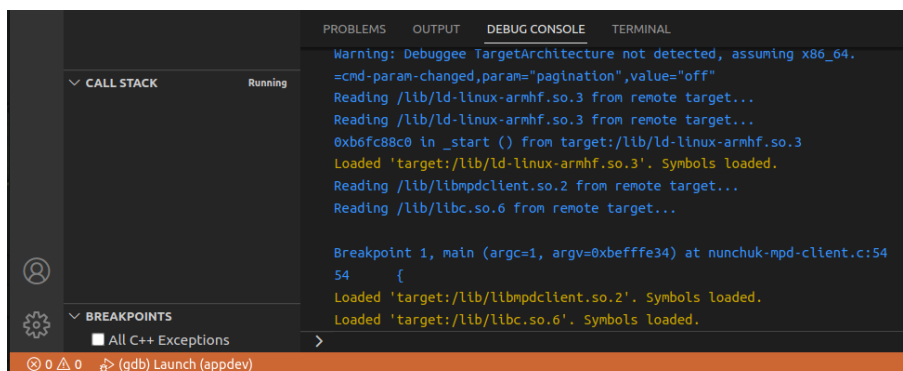 PROBLEMS OUTPUT DEBUG CONSOLE TERMINAL
Warning: Debuggee TargetArchitecture not detected, assuming x86_64.
=cmd-param-changed,param="pagination",value="off"
Reading /lib/ld-linux-armhf.so.3 from remote target...
Reading /lib/ld-linux-armhf.so.3 from remote target...
0xb6fc88c0 in _start () from target:/lib/ld-linux-armhf.so.3
Loaded 'target:/lib/ld-linux-armhf.so.3'. Symbols loaded.
Reading /lib/libmpdclient.so.2 from remote target...
Reading /lib/libc.so.6 from remote target...
Breakpoint 1, main (argc=1, argv=0xbefffe34) at nunchuk-mpd-client.c:54
54 {
Loaded 'target:/lib/libmpdclient.so.2'. Symbols loaded.
Loaded 'target:/lib/libc.so.6'. Symbols loaded.
>
CALL STACK Running
BREAKPOINTS
All C++ Exceptions
0 0 (gdb) Launch (appdev)